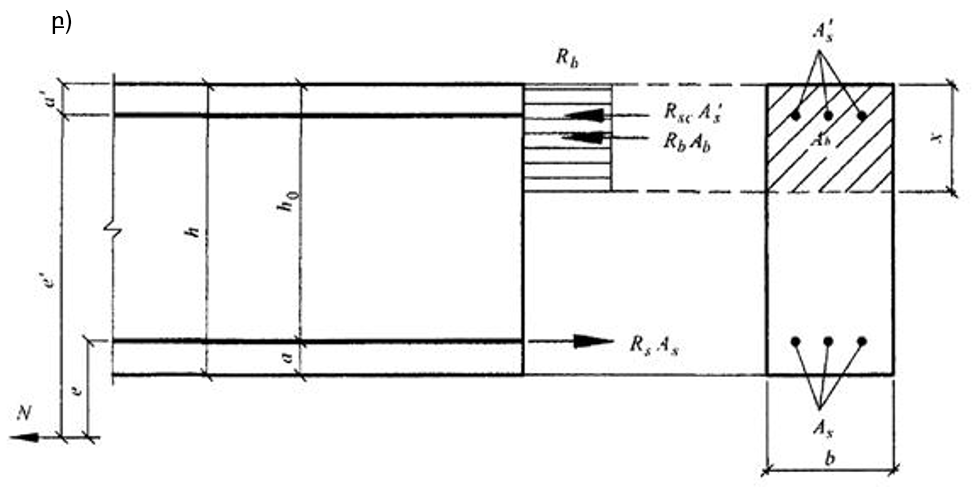 բ)
R_b
A'_s
a'
R_sc A'_s
R_b A_b
A_b
x
h_0
h
e'
R_s A_s
a
e
N
A_s
b